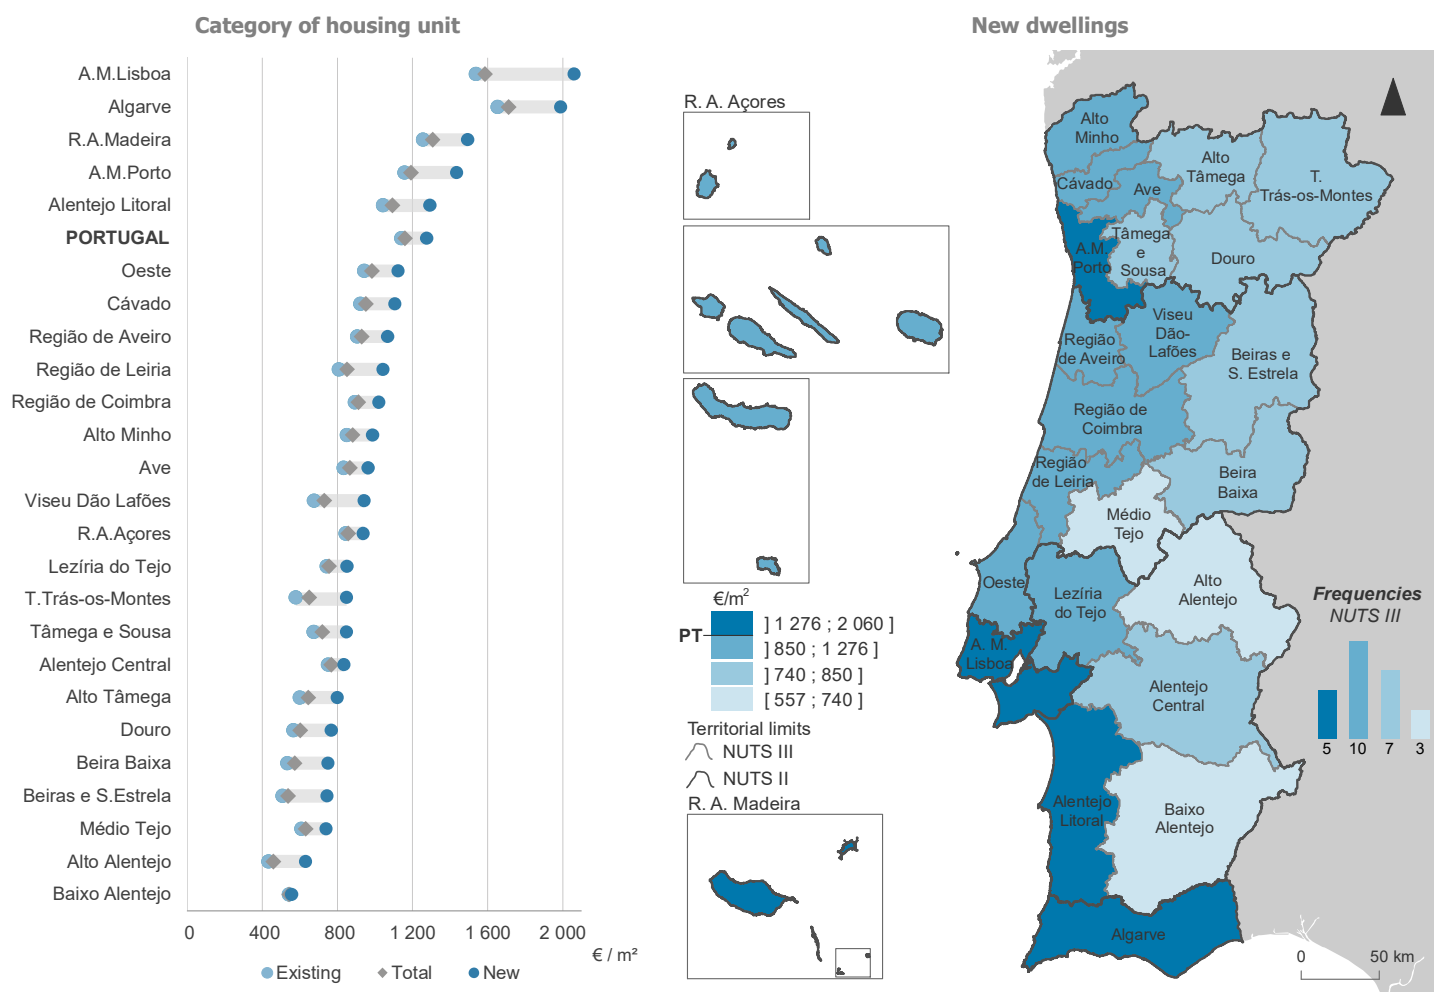 Category of housing unit
A.M.Lisboa
Algarve
R.A.Madeira
A.M.Porto
Alentejo Litoral
PORTUGAL
Oeste
Cávado
Região de Aveiro
Região de Leiria
Região de Coimbra
Alto Minho
Ave
Viseu Dão Lafões
R.A.Açores
Lezíria do Tejo
T.Trás-os-Montes
Tâmega e Sousa
Alentejo Central
Alto Tâmega
Douro
Beira Baixa
Beiras e S.Estrela
Médio Tejo
Alto Alentejo
Baixo Alentejo
0 400 800 1 200 1 600 2 000
€ / m²
Existing Total New
New dwellings
R. A. Açores
€/m²
PT
] 1 276 ; 2 060 ]
] 850 ; 1 276 ]
] 740 ; 850 ]
[ 557 ; 740 ]
Territorial limits
NUTS III
NUTS II
R. A. Madeira
Alto
Minho
Alto
Tâmega
T.
Trás-os-Montes
Cávado
Ave
Tâmega
e
Sousa
A.M.
Porto
Douro
Viseu
Dão-
Lafões
Região
de Aveiro
Beiras e
S. Estrela
Região de
Coimbra
Região
de Leiria
Beira
Baixa
Médio
Tejo
Oeste
Lezíria
do Tejo
Alto
Alentejo
A. M.
Lisboa
Alentejo
Central
Alentejo
Litoral
Baixo
Alentejo
Algarve
Frequencies
NUTS III
5 10 7 3
0 50 km